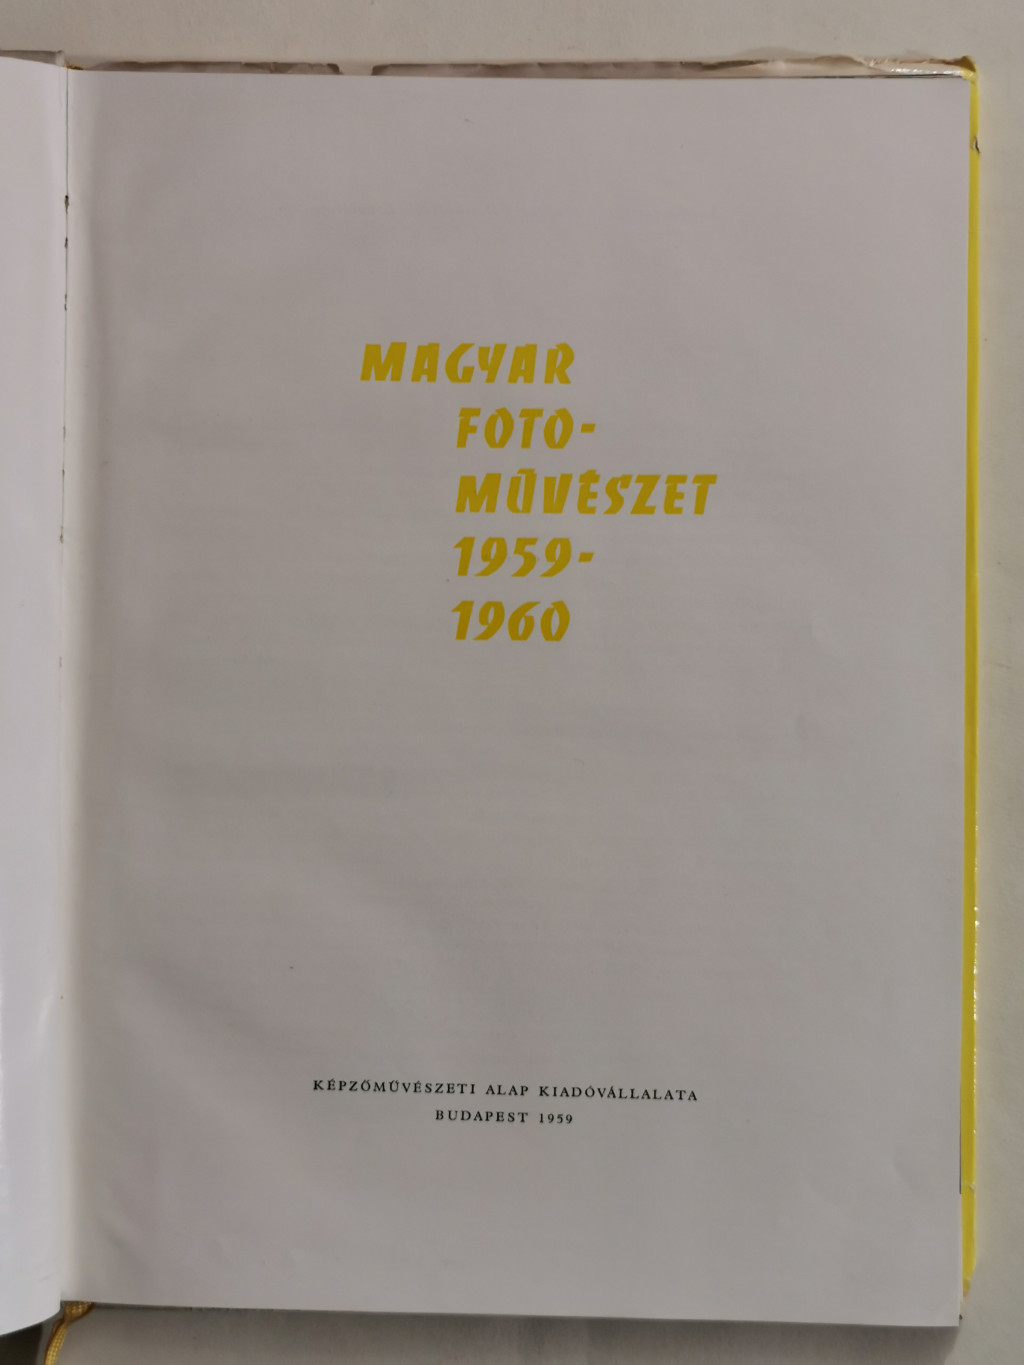 MAGYAR
FOTO-
MŰVÉSZET
1959-
1960
KÉPZŐMŰVÉSZETI ALAP KIADÓVÁLLALATA
BUDAPEST 1959